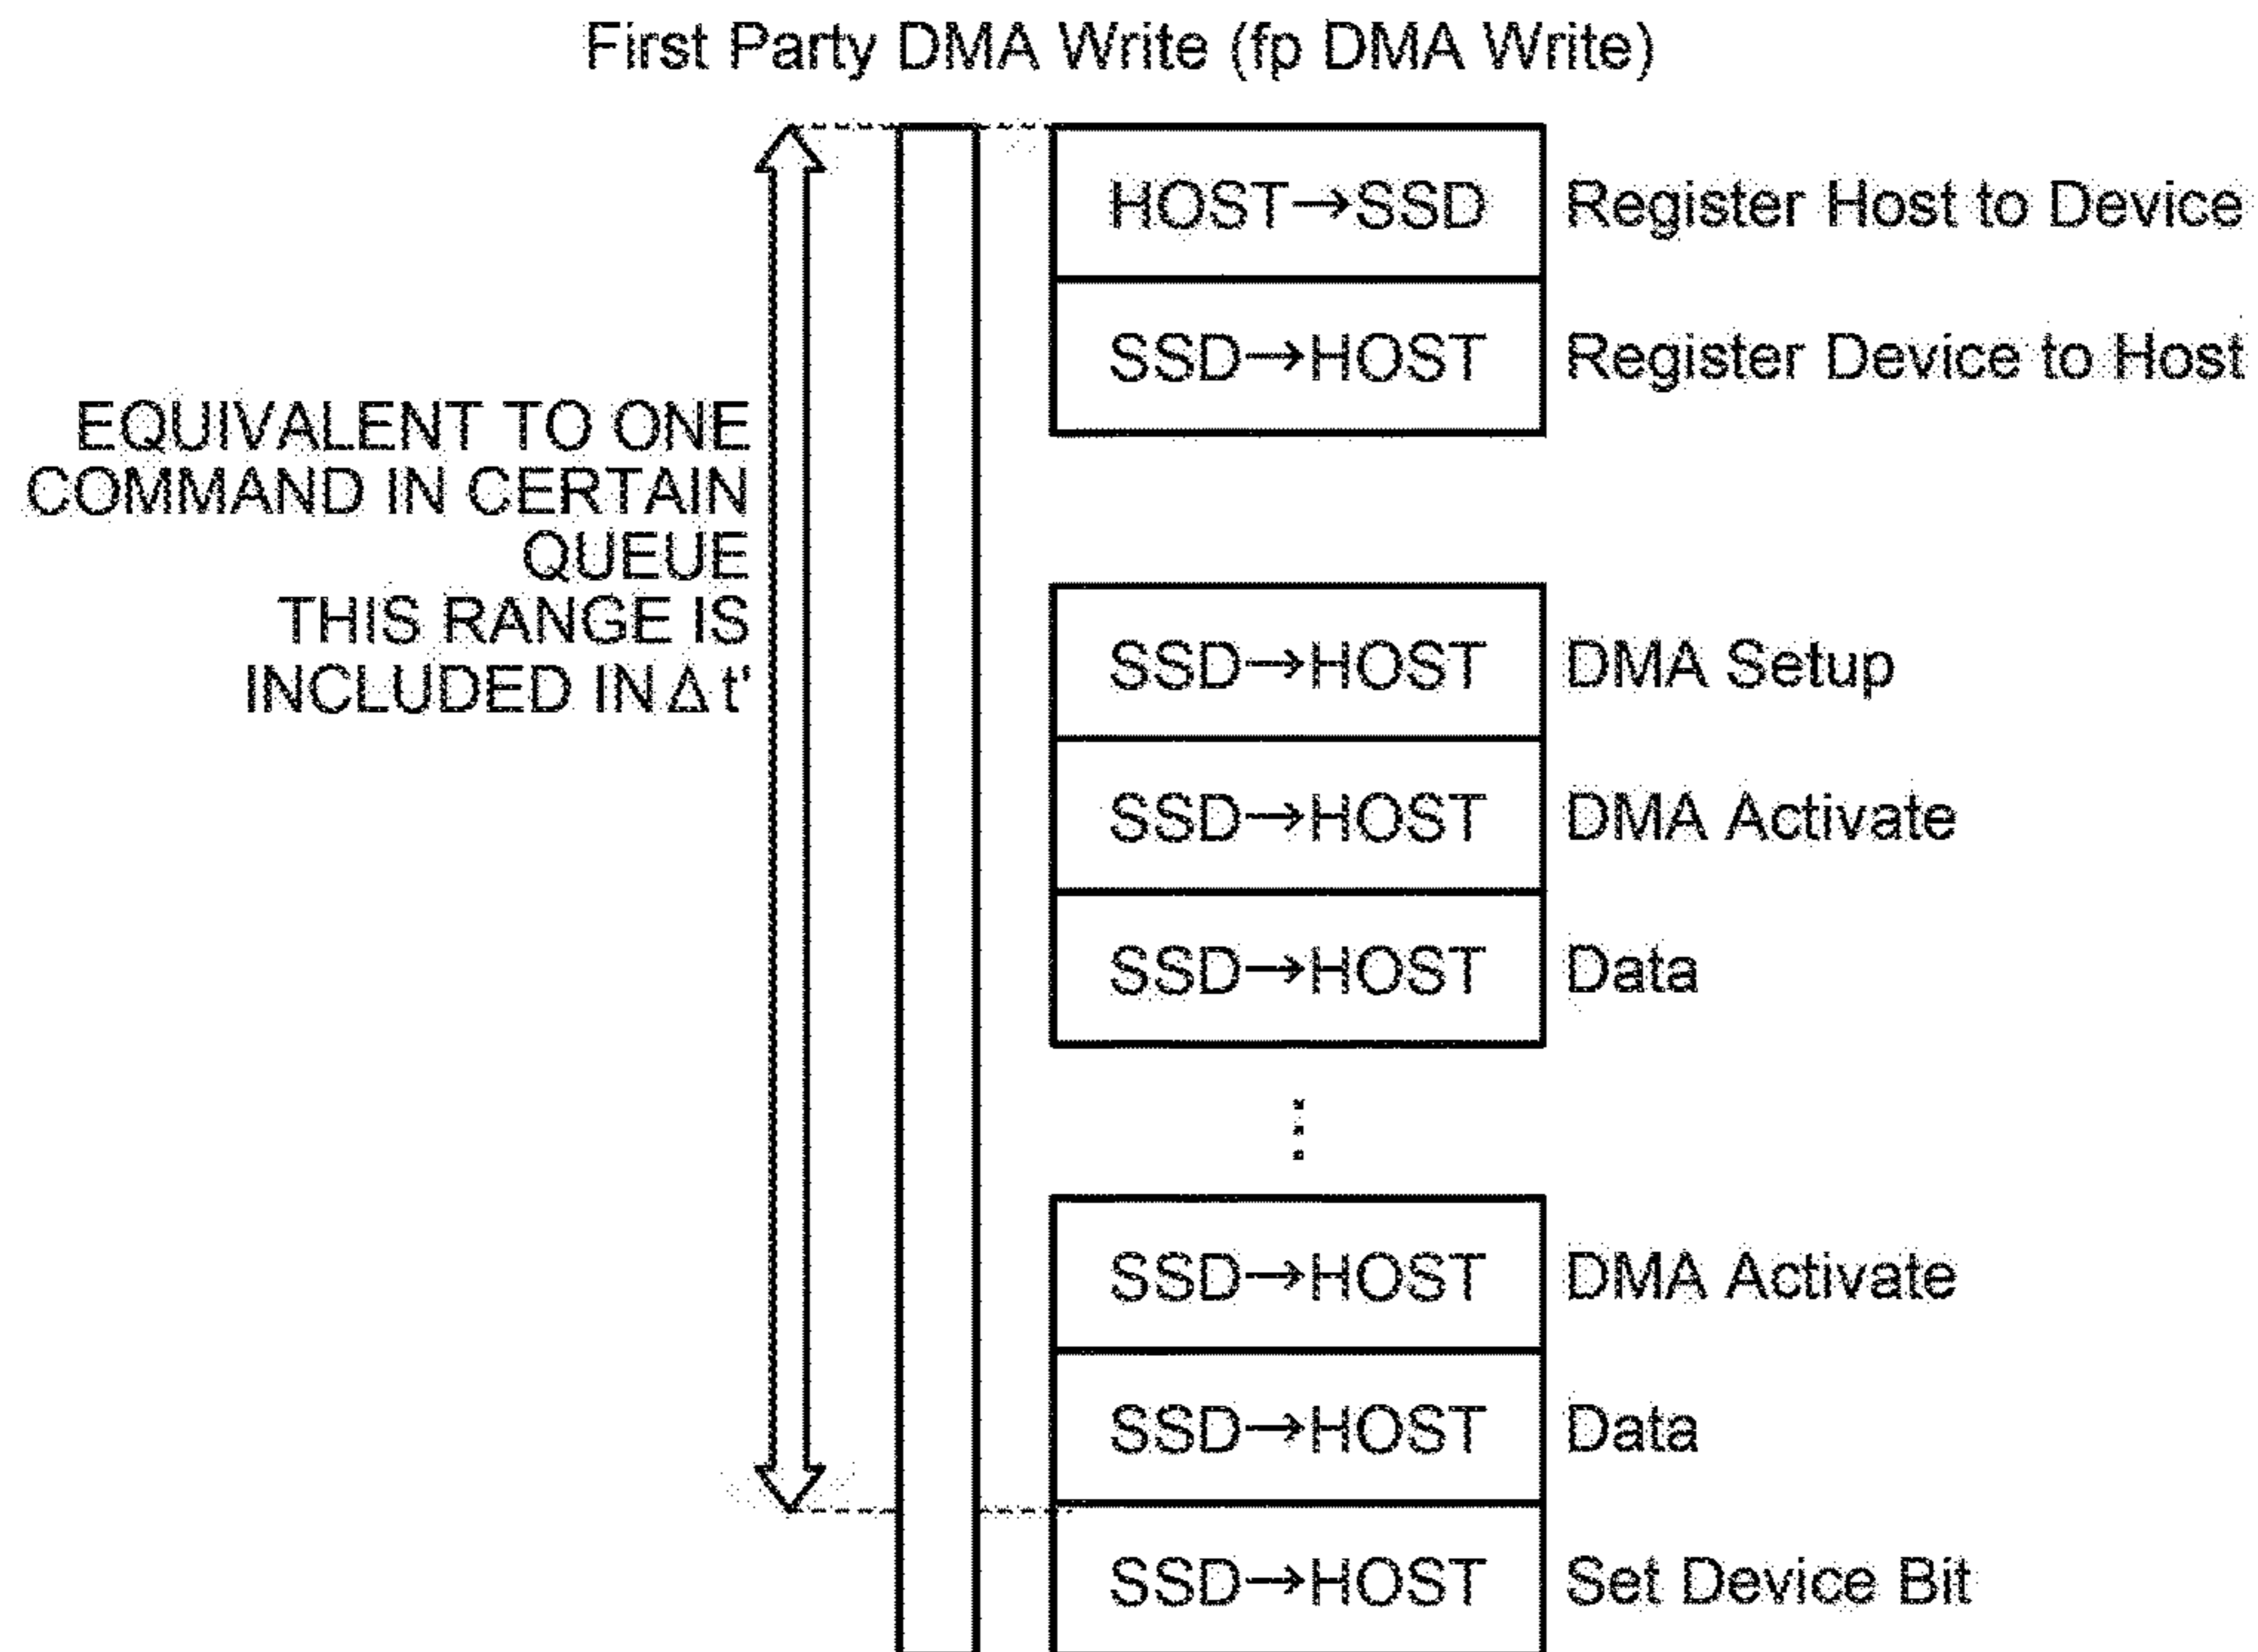 First Party DMA Write (fp DMA Write)
HOST→SSD Register Host to Device
SSD→HOST Register Device to Host
EQUIVALENT TO ONE
COMMAND IN CERTAIN
QUEUE
THIS RANGE IS
INCLUDED IN Δ t'
SSD→HOST DMA Setup
SSD→HOST DMA Activate
SSD→HOST Data
SSD→HOST DMA Activate
SSD→HOST Data
SSD→HOST Set Device Bit